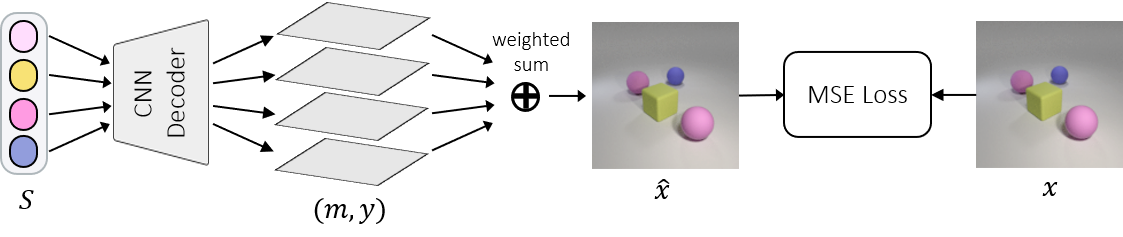 S
CNN
Decoder
(m, y)
weighted
sum
x̂
MSE Loss
x